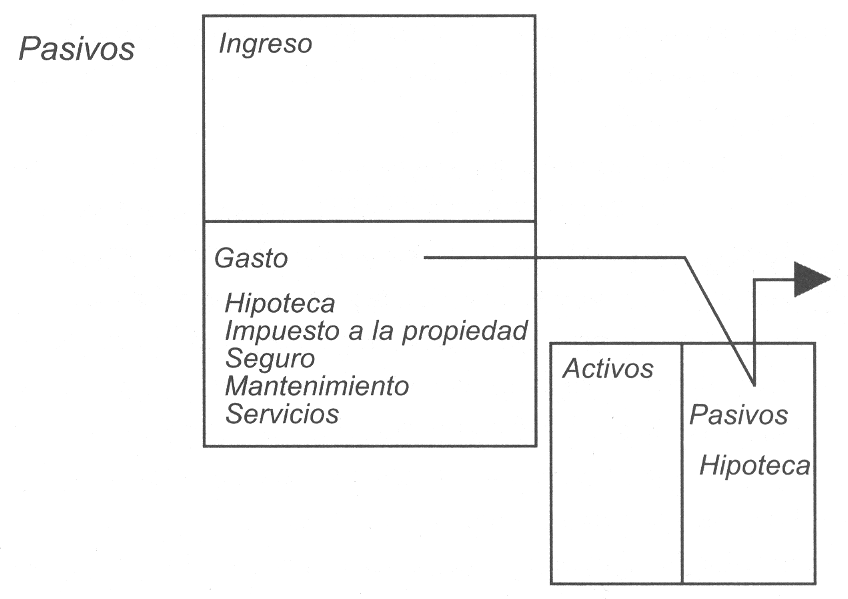 Pasivos
Ingreso
Gasto
Hipoteca
Impuesto a la propiedad
Seguro
Mantenimiento
Servicios
Activos
Pasivos
Hipoteca